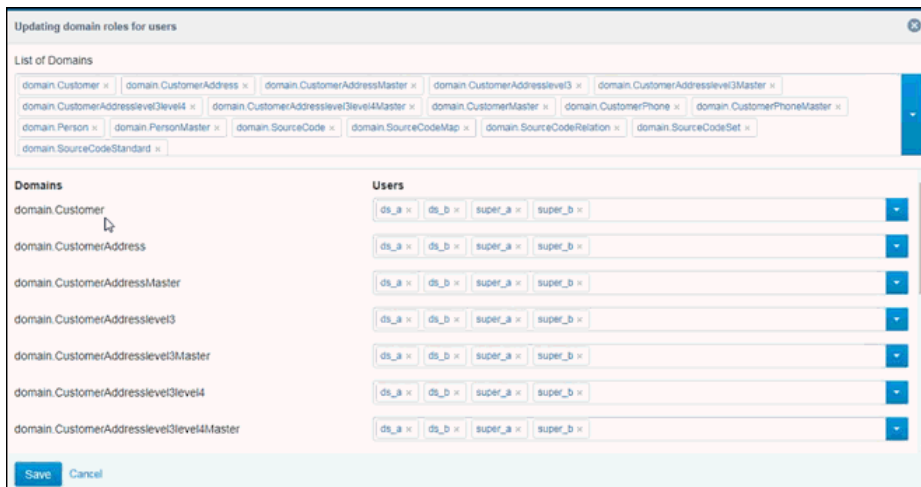 Updating domain roles for users
List of Domains
domain.Customer × domain.CustomerAddress × domain.CustomerAddressMaster × domain.CustomerAddresslevel3 × domain.CustomerAddresslevel3Master ×
domain.CustomerAddresslevel3level4 × domain.CustomerAddresslevel3level4Master × domain.CustomerMaster × domain.CustomerPhone × domain.CustomerPhoneMaster ×
domain.Person × domain.PersonMaster × domain.SourceCode × domain.SourceCodeMap × domain.SourceCodeRelation × domain.SourceCodeSet ×
domain.SourceCodeStandard ×
Domains Users
domain.Customer ds_a × ds_b × super_a × super_b ×
domain.CustomerAddress ds_a × ds_b × super_a × super_b ×
domain.CustomerAddressMaster ds_a × ds_b × super_a × super_b ×
domain.CustomerAddresslevel3 ds_a × ds_b × super_a × super_b ×
domain.CustomerAddresslevel3Master ds_a × ds_b × super_a × super_b ×
domain.CustomerAddresslevel3level4 ds_a × ds_b × super_a × super_b ×
domain.CustomerAddresslevel3level4Master ds_a × ds_b × super_a × super_b ×
Save Cancel